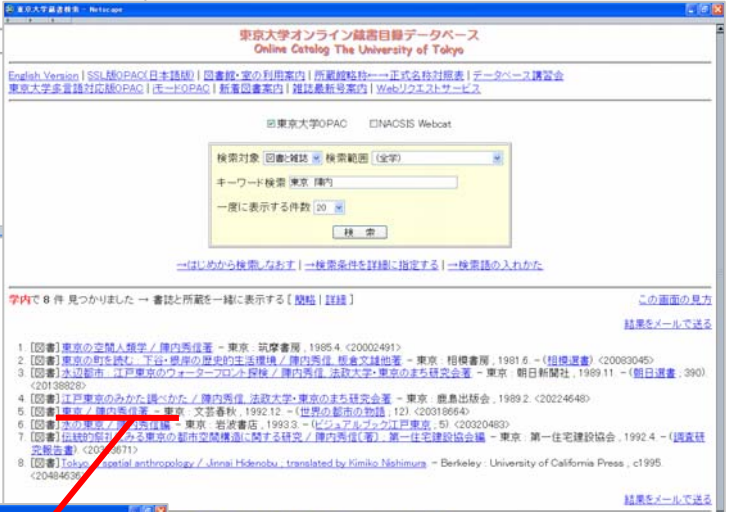 東京大学蔵書検索 - Netscape
東京大学オンライン蔵書目録データベース
Online Catalog The University of Tokyo
English Version | SSL版OPAC(日本語版) | 図書館・室の利用案内 | 所蔵館略称←→正式名称対照表 | データベース講習会
東京大学多言語対応版OPAC | iモードOPAC | 新着図書案内 | 雑誌最新号案内 | Webリクエストサービス
東京大学OPAC NACSIS Webcat
検索対象 図書と雑誌 検索範囲 (全学)
キーワード検索 東京 陣内
一度に表示する件数 20
検 索
→はじめから検索しなおす | →検索条件を詳細に指定する | →検索語の入れかた
学内で 8 件 見つかりました → 書誌と所蔵を一緒に表示する [ 簡略 | 詳細 ] この画面の見方
結果をメールで送る
1. [図書] 東京の空間人類学 / 陣内秀信著 - 東京 : 筑摩書房 , 1985.4. <20002491>
2. [図書] 東京の町を読む : 下谷・根岸の歴史的生活環境 / 陣内秀信, 板倉文雄他著 - 東京 : 相模書房 , 1981.6. - (相模選書) <20083045>
3. [図書] 水辺都市 : 江戸東京のウォーターフロント探検 / 陣内秀信, 法政大学・東京のまち研究会著 - 東京 : 朝日新聞社 , 1989.11. - (朝日選書 ; 390)
<20138828>
4. [図書] 江戸東京のみかた調べかた / 陣内秀信, 法政大学・東京のまち研究会著 - 東京 : 鹿島出版会 , 1989.2. <20224648>
5. [図書] 東京 / 陣内秀信著 - 東京 : 文芸春秋 , 1992.12. - (世界の都市の物語 ; 12) <20318664>
6. [図書] 水の東京 / 陣内秀信編 - 東京 : 岩波書店 , 1993.3. - (ビジュアルブック江戸東京 ; 5) <20320483>
7. [図書] 伝統的祭礼にみる東京の都市空間構造に関する研究 / 陣内秀信[著] ; 第一住宅建設協会編 - 東京 : 第一住宅建設協会 , 1992.4. - (調査研
究報告書)
8. [図書] Tokyo, a spatial anthropology / Jinnai Hidenobu ; translated by Kimiko Nishimura - Berkeley : University of California Press , c1995.
<20484636>
結果をメールで送る